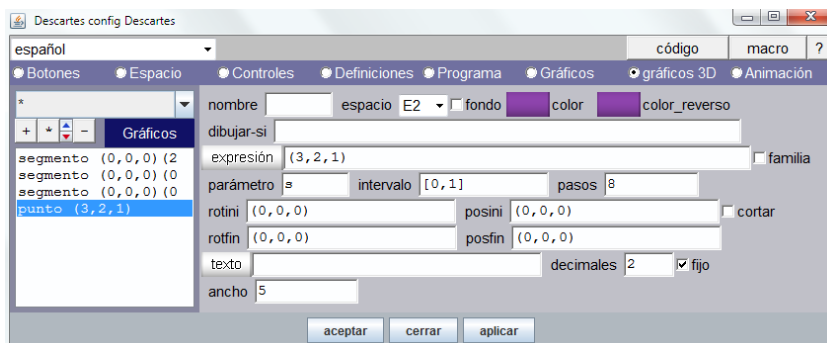 Descartes config Descartes
español código macro ?
Botones Espacio Controles Definiciones Programa Gráficos gráficos 3D Animación
* nombre espacio E2 fondo color color_reverso
+ * - Gráficos dibujar-si
segmento (0,0,0)(2 expresión (3,2,1) familia
segmento (0,0,0)(0
segmento (0,0,0)(0 parámetro s intervalo [0,1] pasos 8
punto (3,2,1) rotini (0,0,0) posini (0,0,0) cortar
rotfin (0,0,0) posfin (0,0,0)
texto decimales 2 fijo
ancho 5
aceptar cerrar aplicar